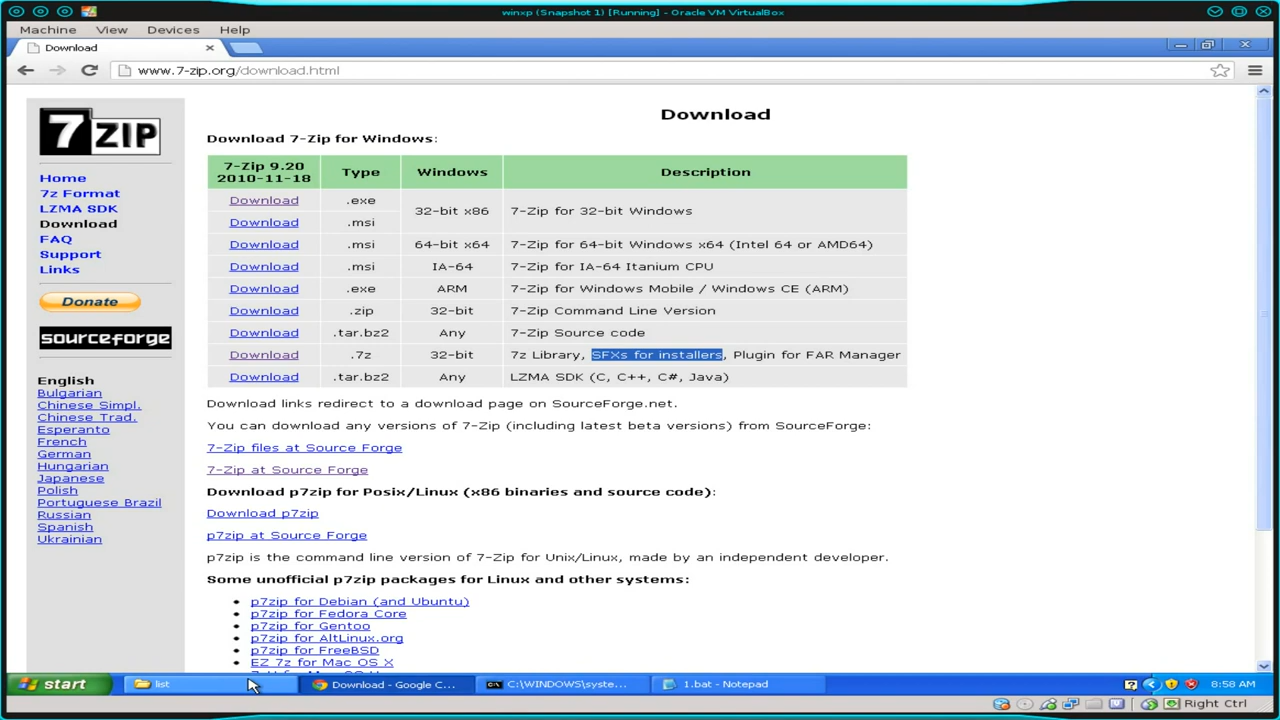 winxp (Snapshot 1) [Running] - Oracle VM VirtualBox
Machine View Devices Help
Download
www.7-zip.org/download.html
7ZIP
Home
7z Format
LZMA SDK
Download
FAQ
Support
Links
Donate
sourceforge
English
Bulgarian
Chinese Simpl.
Chinese Trad.
Esperanto
French
German
Hungarian
Japanese
Polish
Portuguese Brazil
Russian
Spanish
Ukrainian
Download
Download 7-Zip for Windows:
7-Zip 9.20 2010-11-18 Type Windows Description
Download .exe 32-bit x86 7-Zip for 32-bit Windows
Download .msi
Download .msi 64-bit x64 7-Zip for 64-bit Windows x64 (Intel 64 or AMD64)
Download .msi IA-64 7-Zip for IA-64 Itanium CPU
Download .exe ARM 7-Zip for Windows Mobile / Windows CE (ARM)
Download .zip 32-bit 7-Zip Command Line Version
Download .tar.bz2 Any 7-Zip Source code
Download .7z 32-bit 7z Library, SFXs for installers, Plugin for FAR Manager
Download .tar.bz2 Any LZMA SDK (C, C++, C#, Java)
Download links redirect to a download page on SourceForge.net.
You can download any versions of 7-Zip (including latest beta versions) from SourceForge:
7-Zip files at Source Forge
7-Zip at Source Forge
Download p7zip for Posix/Linux (x86 binaries and source code):
Download p7zip
p7zip at Source Forge
p7zip is the command line version of 7-Zip for Unix/Linux, made by an independent developer.
Some unofficial p7zip packages for Linux and other systems:
p7zip for Debian (and Ubuntu)
p7zip for Fedora Core
p7zip for Gentoo
p7zip for AltLinux.org
p7zip for FreeBSD
EZ 7z for Mac OS X
start list Download - Google C... C:\WINDOWS\syste... 1.bat - Notepad 8:58 AM
Right Ctrl